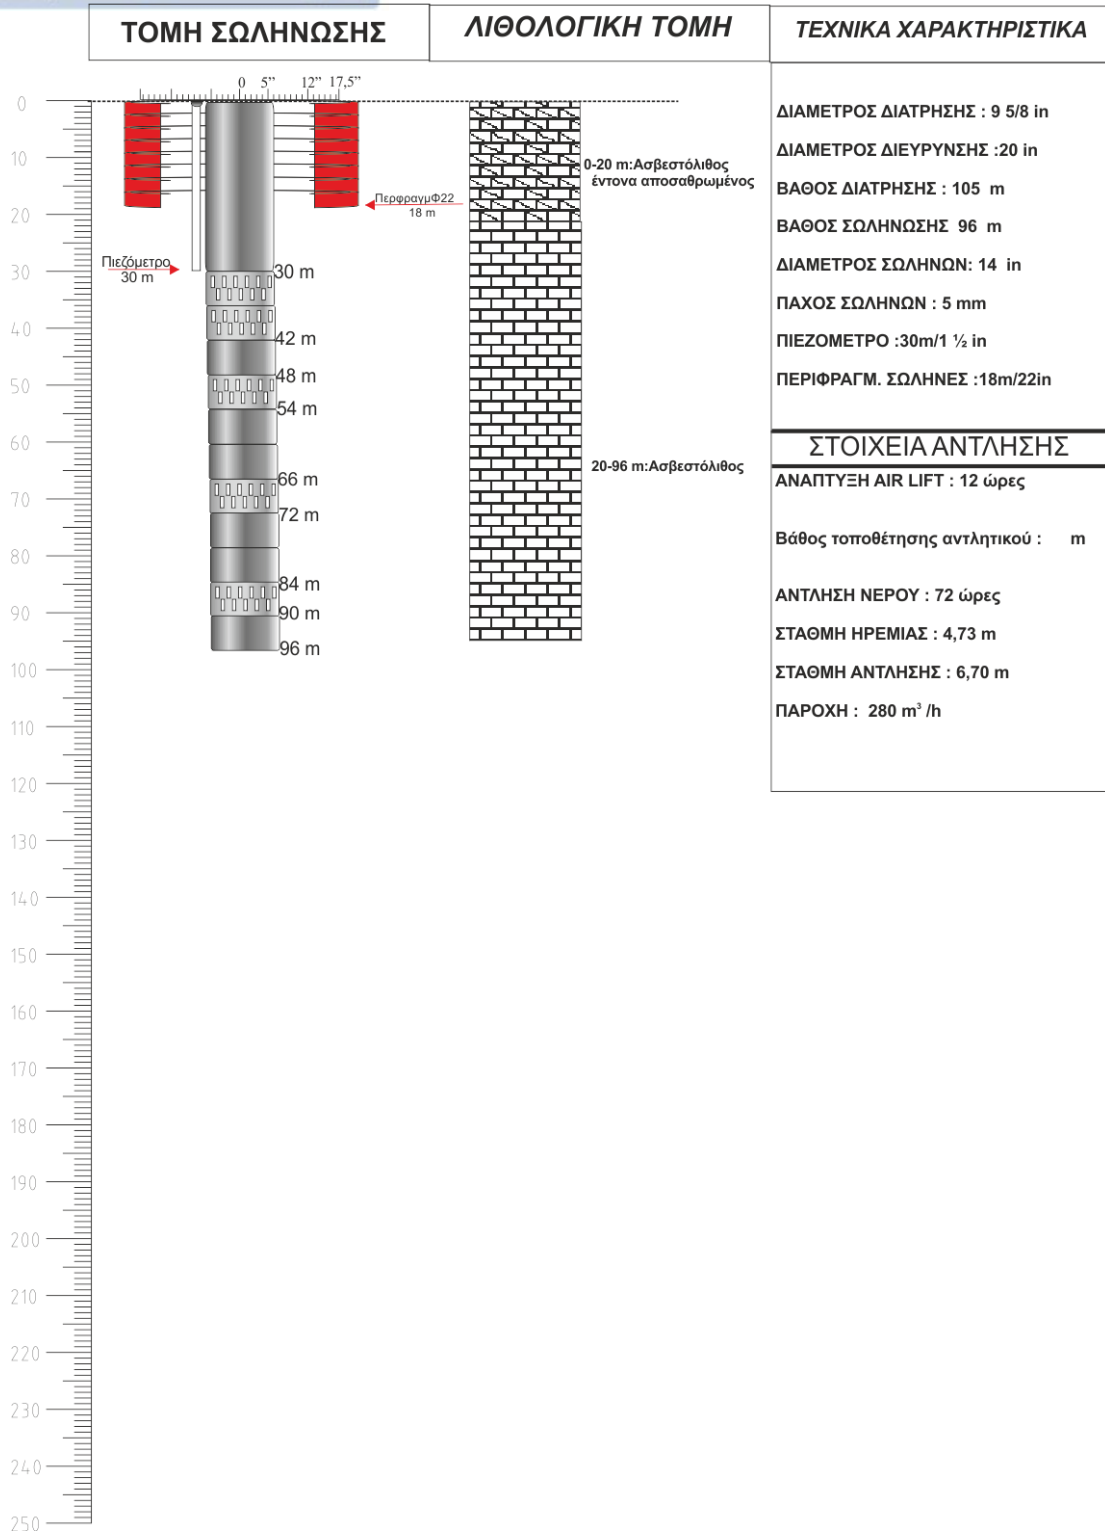 ΤΟΜΗ ΣΩΛΗΝΩΣΗΣ
ΛΙΘΟΛΟΓΙΚΗ ΤΟΜΗ
ΤΕΧΝΙΚΑ ΧΑΡΑΚΤΗΡΙΣΤΙΚΑ
0 5’’ 12’’ 17,5’’
0
10
20
30
40
50
60
70
80
90
100
110
120
130
140
150
160
170
180
190
200
210
220
230
240
250
ΠερφραγμΦ22
18 m
Πιεζόμετρο
30 m
30 m
42 m
48 m
54 m
66 m
72 m
84 m
90 m
96 m
0-20 m:Ασβεστόλιθος
έντονα αποσαθρωμένος
20-96 m:Ασβεστόλιθος
ΔΙΑΜΕΤΡΟΣ ΔΙΑΤΡΗΣΗΣ : 9 5/8 in
ΔΙΑΜΕΤΡΟΣ ΔΙΕΥΡΥΝΣΗΣ :20 in
ΒΑΘΟΣ ΔΙΑΤΡΗΣΗΣ : 105 m
ΒΑΘΟΣ ΣΩΛΗΝΩΣΗΣ 96 m
ΔΙΑΜΕΤΡΟΣ ΣΩΛΗΝΩΝ: 14 in
ΠΑΧΟΣ ΣΩΛΗΝΩΝ : 5 mm
ΠΙΕΖΟΜΕΤΡΟ :30m/1 ½ in
ΠΕΡΙΦΡΑΓΜ. ΣΩΛΗΝΕΣ :18m/22in
ΣΤΟΙΧΕΙΑ ΑΝΤΛΗΣΗΣ
ΑΝΑΠΤΥΞΗ AIR LIFT : 12 ώρες
Βάθος τοποθέτησης αντλητικού : m
ΑΝΤΛΗΣΗ ΝΕΡΟΥ : 72 ώρες
ΣΤΑΘΜΗ ΗΡΕΜΙΑΣ : 4,73 m
ΣΤΑΘΜΗ ΑΝΤΛΗΣΗΣ : 6,70 m
ΠΑΡΟΧΗ : 280 m³ /h